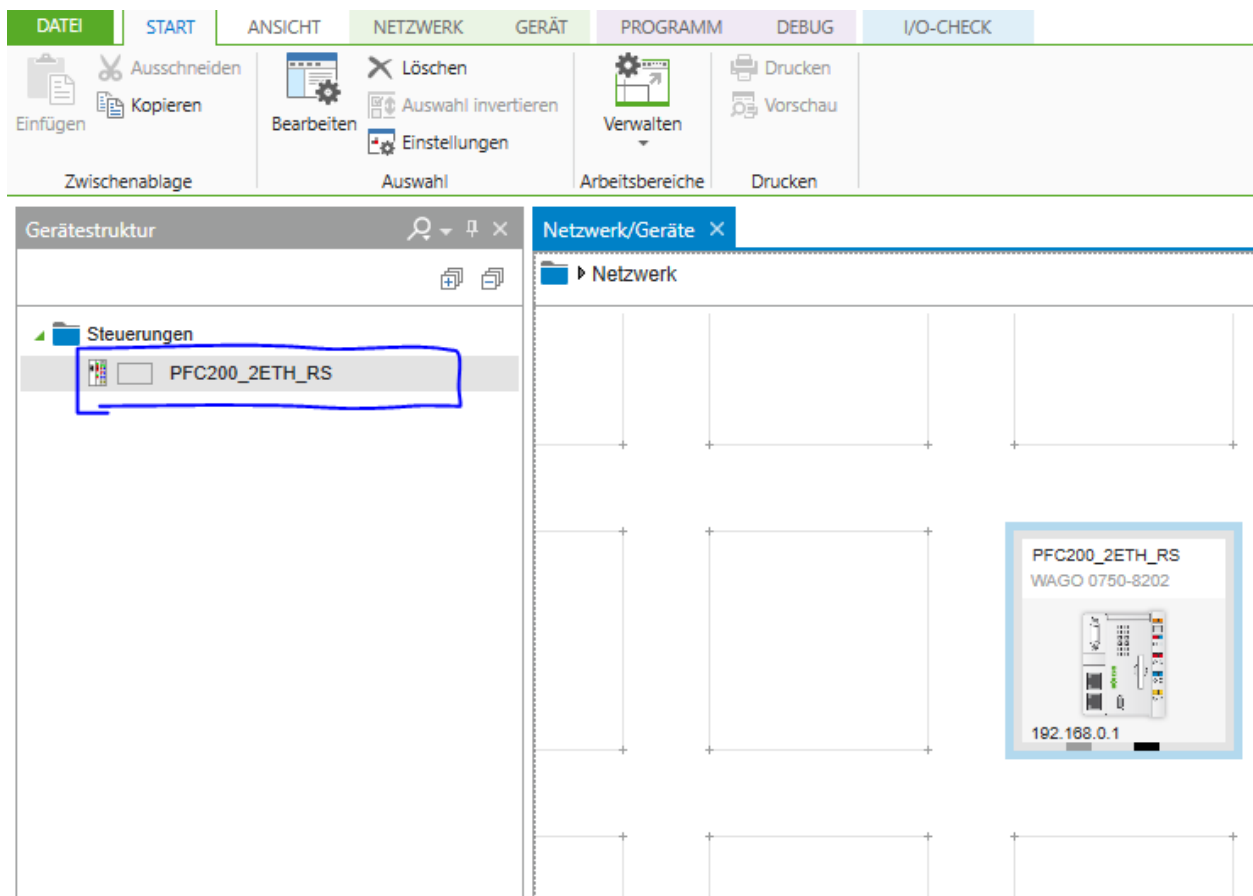 DATEI START ANSICHT NETZWERK GERÄT PROGRAMM DEBUG I/O-CHECK
Einfügen
Ausschneiden
Kopieren
Zwischenablage
Bearbeiten
Löschen
Auswahl invertieren
Einstellungen
Auswahl
Verwalten
Arbeitsbereiche
Drucken
Vorschau
Drucken
Gerätestruktur
Steuerungen
PFC200_2ETH_RS
Netzwerk/Geräte
Netzwerk
PFC200_2ETH_RS
WAGO 0750-8202
192.168.0.1